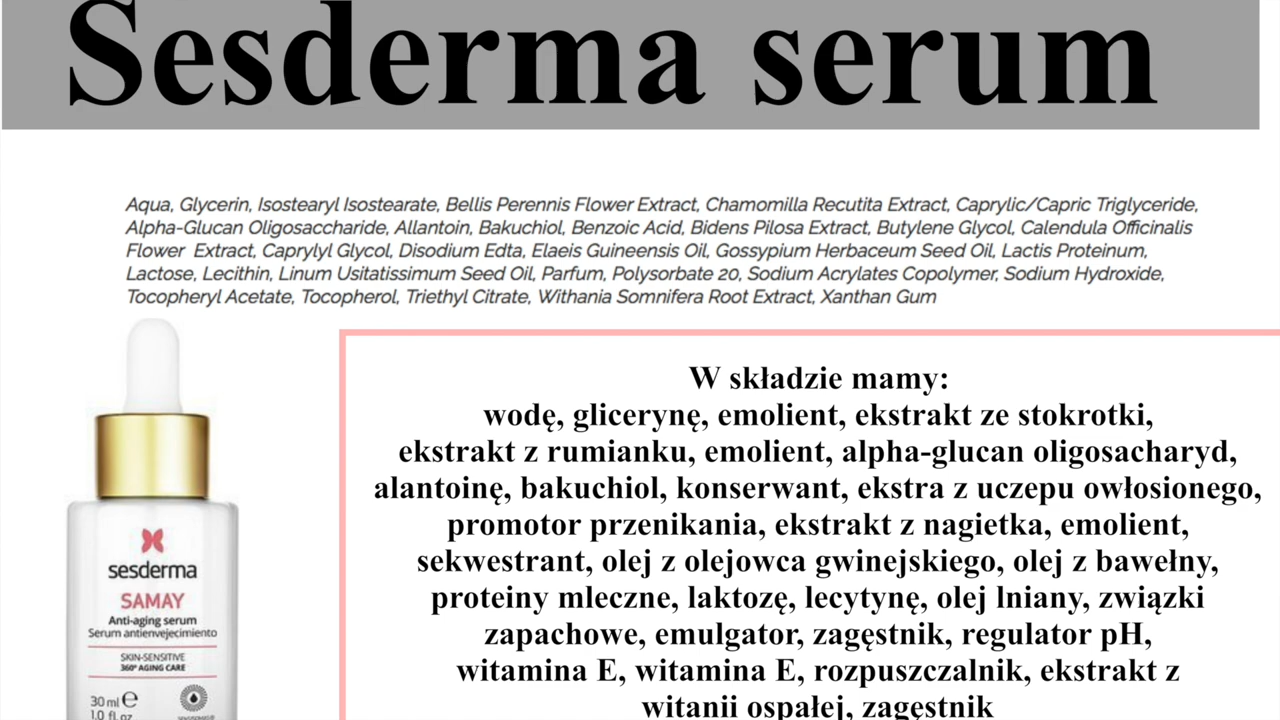 Sesderma serum
Aqua, Glycerin, Isostearyl Isostearate, Bellis Perennis Flower Extract, Chamomilla Recutita Extract, Caprylic/Capric Triglyceride,
Alpha-Glucan Oligosaccharide, Allantoin, Bakuchiol, Benzoic Acid, Bidens Pilosa Extract, Butylene Glycol, Calendula Officinalis
Flower Extract, Caprylyl Glycol, Disodium Edta, Elaeis Guineensis Oil, Gossypium Herbaceum Seed Oil, Lactis Proteinum,
Lactose, Lecithin, Linum Usitatissimum Seed Oil, Parfum, Polysorbate 20, Sodium Acrylates Copolymer, Sodium Hydroxide,
Tocopheryl Acetate, Tocopherol, Triethyl Citrate, Withania Somnifera Root Extract, Xanthan Gum
W składzie mamy:
wodę, glicerynę, emolient, ekstrakt ze stokrotki,
ekstrakt z rumianku, emolient, alpha-glucan oligosacharyd,
alantoinę, bakuchiol, konserwant, ekstra z uczepu owłosionego,
promotor przenikania, ekstrakt z nagietka, emolient,
sekwestrant, olej z olejowca gwinejskiego, olej z bawełny,
proteiny mleczne, laktozę, lecytynę, olej lniany, związki
zapachowe, emulgator, zagęstnik, regulator pH,
witamina E, witamina E, rozpuszczalnik, ekstrakt z
witanii ospałej, zagęstnik
sesderma
SAMAY
Anti-aging serum
Serum antienvejecimiento
SKIN-SENSITIVE
360º AGING CARE
30 ml e
1.0 fl.oz